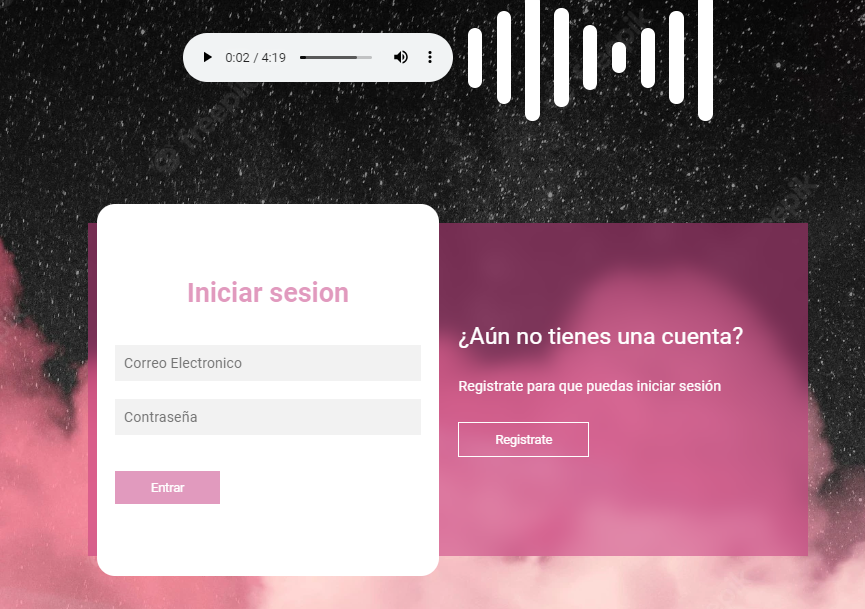 0:02 / 4:19
freepik
Iniciar sesion
Correo Electronico
Contraseña
Entrar
¿Aún no tienes una cuenta?
Registrate para que puedas iniciar sesión
Registrate